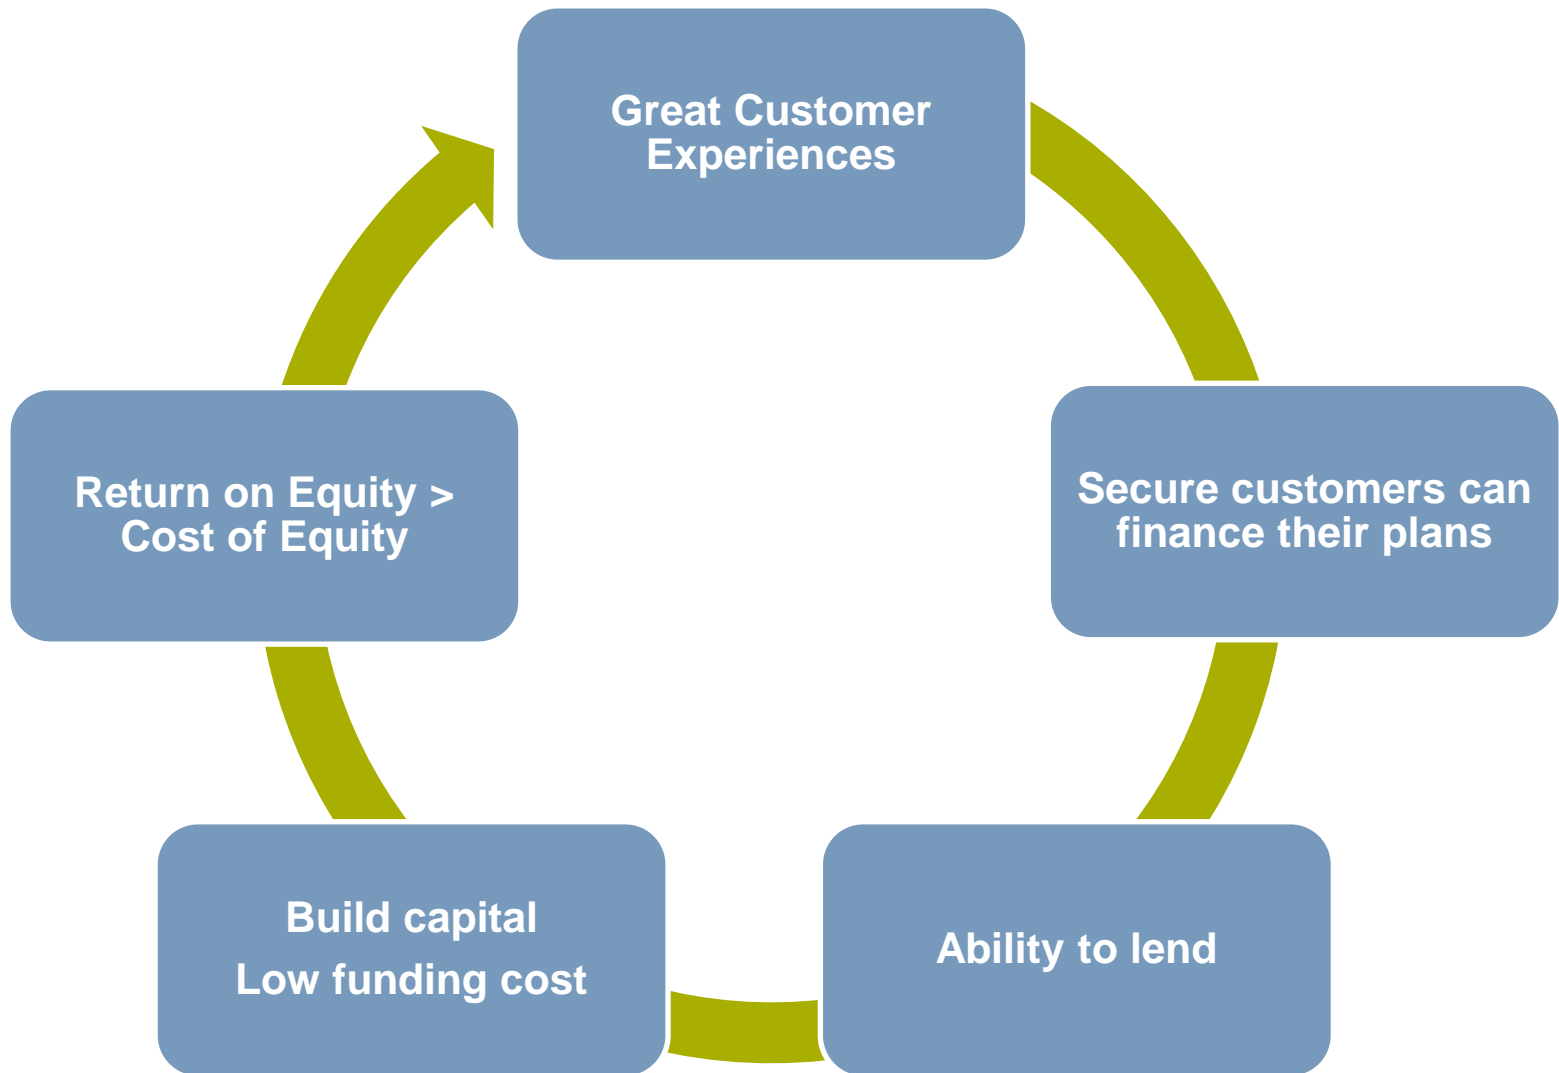 Great Customer
Experiences
Secure customers can
finance their plans
Ability to lend
Build capital
Low funding cost
Return on Equity >
Cost of Equity